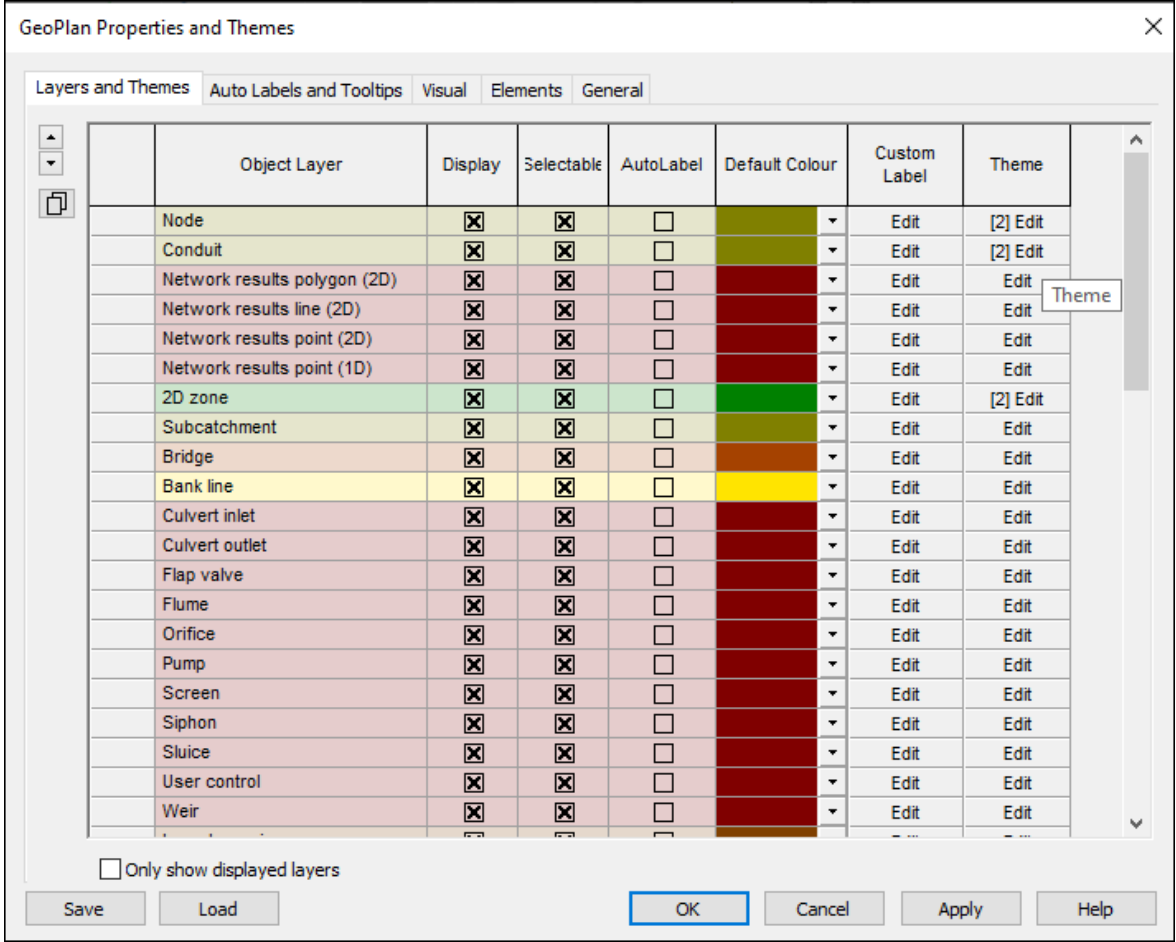 GeoPlan Properties and Themes
Layers and Themes Auto Labels and Tooltips Visual Elements General
Object Layer Display Selectable AutoLabel Default Colour Custom Label Theme
Node Edit [2] Edit
Conduit Edit [2] Edit
Network results polygon (2D) Edit Edit
Theme
Network results line (2D) Edit Edit
Network results point (2D) Edit Edit
Network results point (1D) Edit Edit
2D zone Edit [2] Edit
Subcatchment Edit Edit
Bridge Edit Edit
Bank line Edit Edit
Culvert inlet Edit Edit
Culvert outlet Edit Edit
Flap valve Edit Edit
Flume Edit Edit
Orifice Edit Edit
Pump Edit Edit
Screen Edit Edit
Siphon Edit Edit
Sluice Edit Edit
User control Edit Edit
Weir Edit Edit
Only show displayed layers
Save Load OK Cancel Apply Help